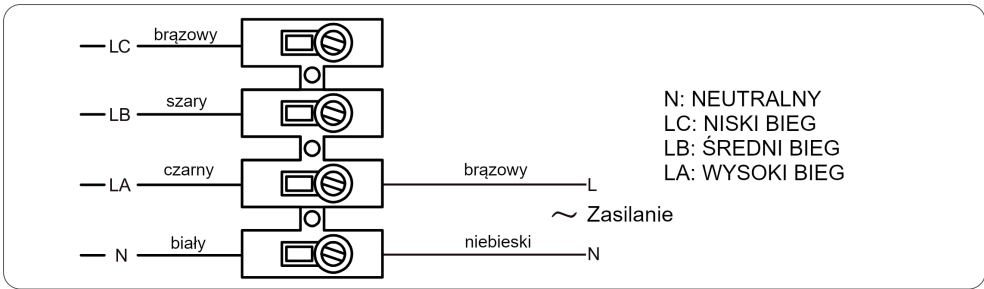 LC brązowy
LB szary
LA czarny brązowy L
~ Zasilanie
N biały niebieski N
N: NEUTRALNY
LC: NISKI BIEG
LB: ŚREDNI BIEG
LA: WYSOKI BIEG